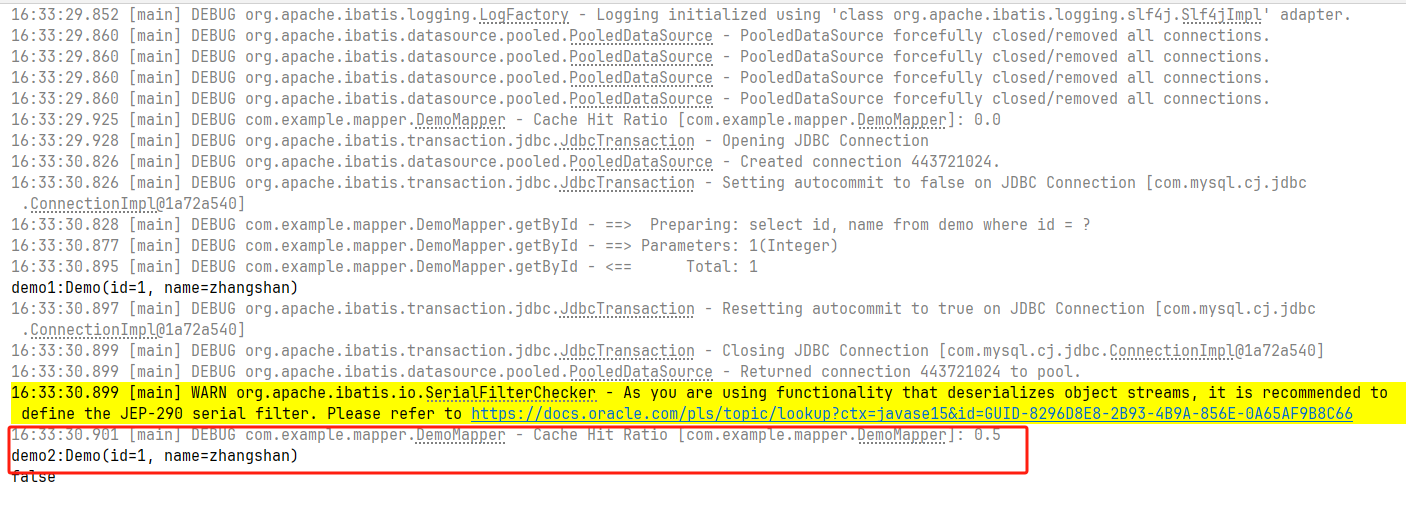 16:33:29.852 [main] DEBUG org.apache.ibatis.logging.LogFactory - Logging initialized using 'class org.apache.ibatis.logging.slf4j.Slf4jImpl' adapter.
16:33:29.860 [main] DEBUG org.apache.ibatis.datasource.pooled.PooledDataSource - PooledDataSource forcefully closed/removed all connections.
16:33:29.860 [main] DEBUG org.apache.ibatis.datasource.pooled.PooledDataSource - PooledDataSource forcefully closed/removed all connections.
16:33:29.860 [main] DEBUG org.apache.ibatis.datasource.pooled.PooledDataSource - PooledDataSource forcefully closed/removed all connections.
16:33:29.860 [main] DEBUG org.apache.ibatis.datasource.pooled.PooledDataSource - PooledDataSource forcefully closed/removed all connections.
16:33:29.925 [main] DEBUG com.example.mapper.DemoMapper - Cache Hit Ratio [com.example.mapper.DemoMapper]: 0.0
16:33:29.928 [main] DEBUG org.apache.ibatis.transaction.jdbc.JdbcTransaction - Opening JDBC Connection
16:33:30.826 [main] DEBUG org.apache.ibatis.datasource.pooled.PooledDataSource - Created connection 443721024.
16:33:30.826 [main] DEBUG org.apache.ibatis.transaction.jdbc.JdbcTransaction - Setting autocommit to false on JDBC Connection [com.mysql.cj.jdbc
.ConnectionImpl@1a72a540]
16:33:30.828 [main] DEBUG com.example.mapper.DemoMapper.getById - ==>  Preparing: select id, name from demo where id = ?
16:33:30.877 [main] DEBUG com.example.mapper.DemoMapper.getById - ==> Parameters: 1(Integer)
16:33:30.895 [main] DEBUG com.example.mapper.DemoMapper.getById - <==      Total: 1
demo1:Demo(id=1, name=zhangshan)
16:33:30.897 [main] DEBUG org.apache.ibatis.transaction.jdbc.JdbcTransaction - Resetting autocommit to true on JDBC Connection [com.mysql.cj.jdbc
.ConnectionImpl@1a72a540]
16:33:30.899 [main] DEBUG org.apache.ibatis.transaction.jdbc.JdbcTransaction - Closing JDBC Connection [com.mysql.cj.jdbc.ConnectionImpl@1a72a540]
16:33:30.899 [main] DEBUG org.apache.ibatis.datasource.pooled.PooledDataSource - Returned connection 443721024 to pool.
16:33:30.899 [main] WARN org.apache.ibatis.io.SerialFilterChecker - As you are using functionality that deserializes object streams, it is recommended to
define the JEP-290 serial filter. Please refer to https://docs.oracle.com/pls/topic/lookup?ctx=javase15&id=GUID-8296D8E8-2B93-4B9A-856E-0A65AF9B8C66
16:33:30.901 [main] DEBUG com.example.mapper.DemoMapper - Cache Hit Ratio [com.example.mapper.DemoMapper]: 0.5
demo2:Demo(id=1, name=zhangshan)
false